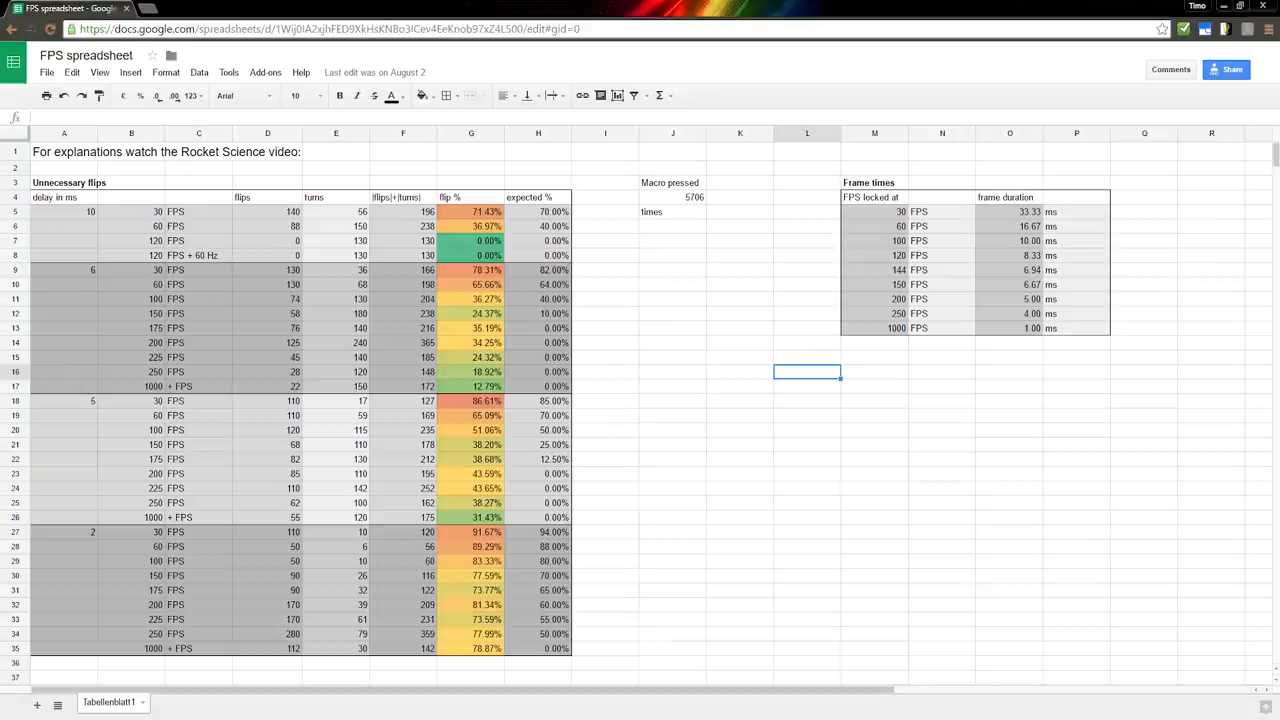 FPS spreadsheet - Google
Timo
https://docs.google.com/spreadsheets/d/1Wij0IA2xjhFED9XkHsKNBo3ICev4EeKnob97xZ4L500/edit#gid=0
FPS spreadsheet
File Edit View Insert Format Data Tools Add-ons Help Last edit was on August 2
Comments Share
£ % .0 .00 123 Arial 10 B I S A Σ
fx
A B C D E F G H I J K L M N O P Q R
1 For explanations watch the Rocket Science video:
2
3 Unnecessary flips Macro pressed Frame times
4 delay in ms flips turns |flips|+|turns| flip % expected % 5706 FPS locked at frame duration
5 10 30 FPS 140 56 196 71.43% 70.00% times 30 FPS 33.33 ms
6 60 FPS 88 150 238 36.97% 40.00% 60 FPS 16.67 ms
7 120 FPS 0 130 130 0.00% 0.00% 100 FPS 10.00 ms
8 120 FPS + 60 Hz 0 130 130 0.00% 0.00% 120 FPS 8.33 ms
9 6 30 FPS 130 36 166 78.31% 82.00% 144 FPS 6.94 ms
10 60 FPS 130 68 198 65.66% 64.00% 150 FPS 6.67 ms
11 100 FPS 74 130 204 36.27% 40.00% 200 FPS 5.00 ms
12 150 FPS 58 180 238 24.37% 10.00% 250 FPS 4.00 ms
13 175 FPS 76 140 216 35.19% 0.00% 1000 FPS 1.00 ms
14 200 FPS 125 240 365 34.25% 0.00%
15 225 FPS 45 140 185 24.32% 0.00%
16 250 FPS 28 120 148 18.92% 0.00%
17 1000 + FPS 22 150 172 12.79% 0.00%
18 5 30 FPS 110 17 127 86.61% 85.00%
19 60 FPS 110 59 169 65.09% 70.00%
20 100 FPS 120 115 235 51.06% 50.00%
21 150 FPS 68 110 178 38.20% 25.00%
22 175 FPS 82 130 212 38.68% 12.50%
23 200 FPS 85 110 195 43.59% 0.00%
24 225 FPS 110 142 252 43.65% 0.00%
25 250 FPS 62 100 162 38.27% 0.00%
26 1000 + FPS 55 120 175 31.43% 0.00%
27 2 30 FPS 110 10 120 91.67% 94.00%
28 60 FPS 50 6 56 89.29% 88.00%
29 100 FPS 50 10 60 83.33% 80.00%
30 150 FPS 90 26 116 77.59% 70.00%
31 175 FPS 90 32 122 73.77% 65.00%
32 200 FPS 170 39 209 81.34% 60.00%
33 225 FPS 170 61 231 73.59% 55.00%
34 250 FPS 280 79 359 77.99% 50.00%
35 1000 + FPS 112 30 142 78.87% 0.00%
36
37
Tabellenblatt1